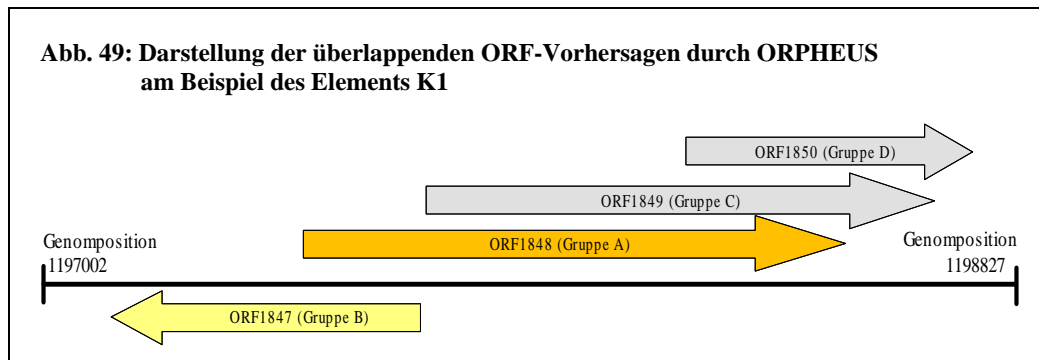 Abb. 49: Darstellung der überlappenden ORF-Vorhersagen durch ORPHEUS
am Beispiel des Elements K1
ORF1850 (Gruppe D)
ORF1849 (Gruppe C)
ORF1848 (Gruppe A)
Genomposition
1197002
Genomposition
1198827
ORF1847 (Gruppe B)